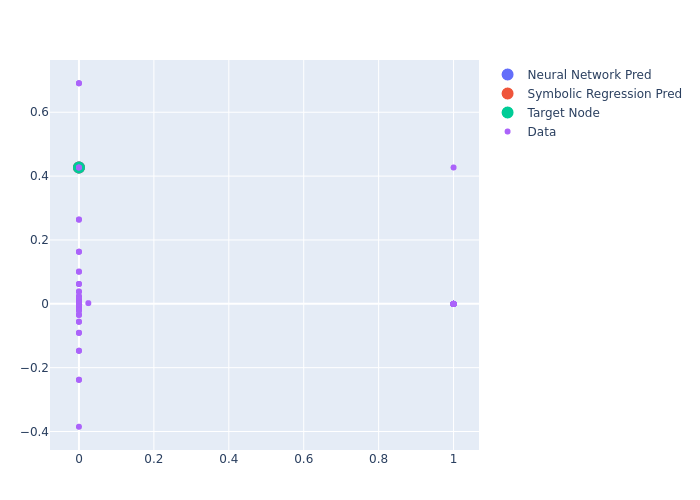 Neural Network Pred
Symbolic Regression Pred
Target Node
Data
0.6
0.4
0.2
0
−0.2
−0.4
0 0.2 0.4 0.6 0.8 1